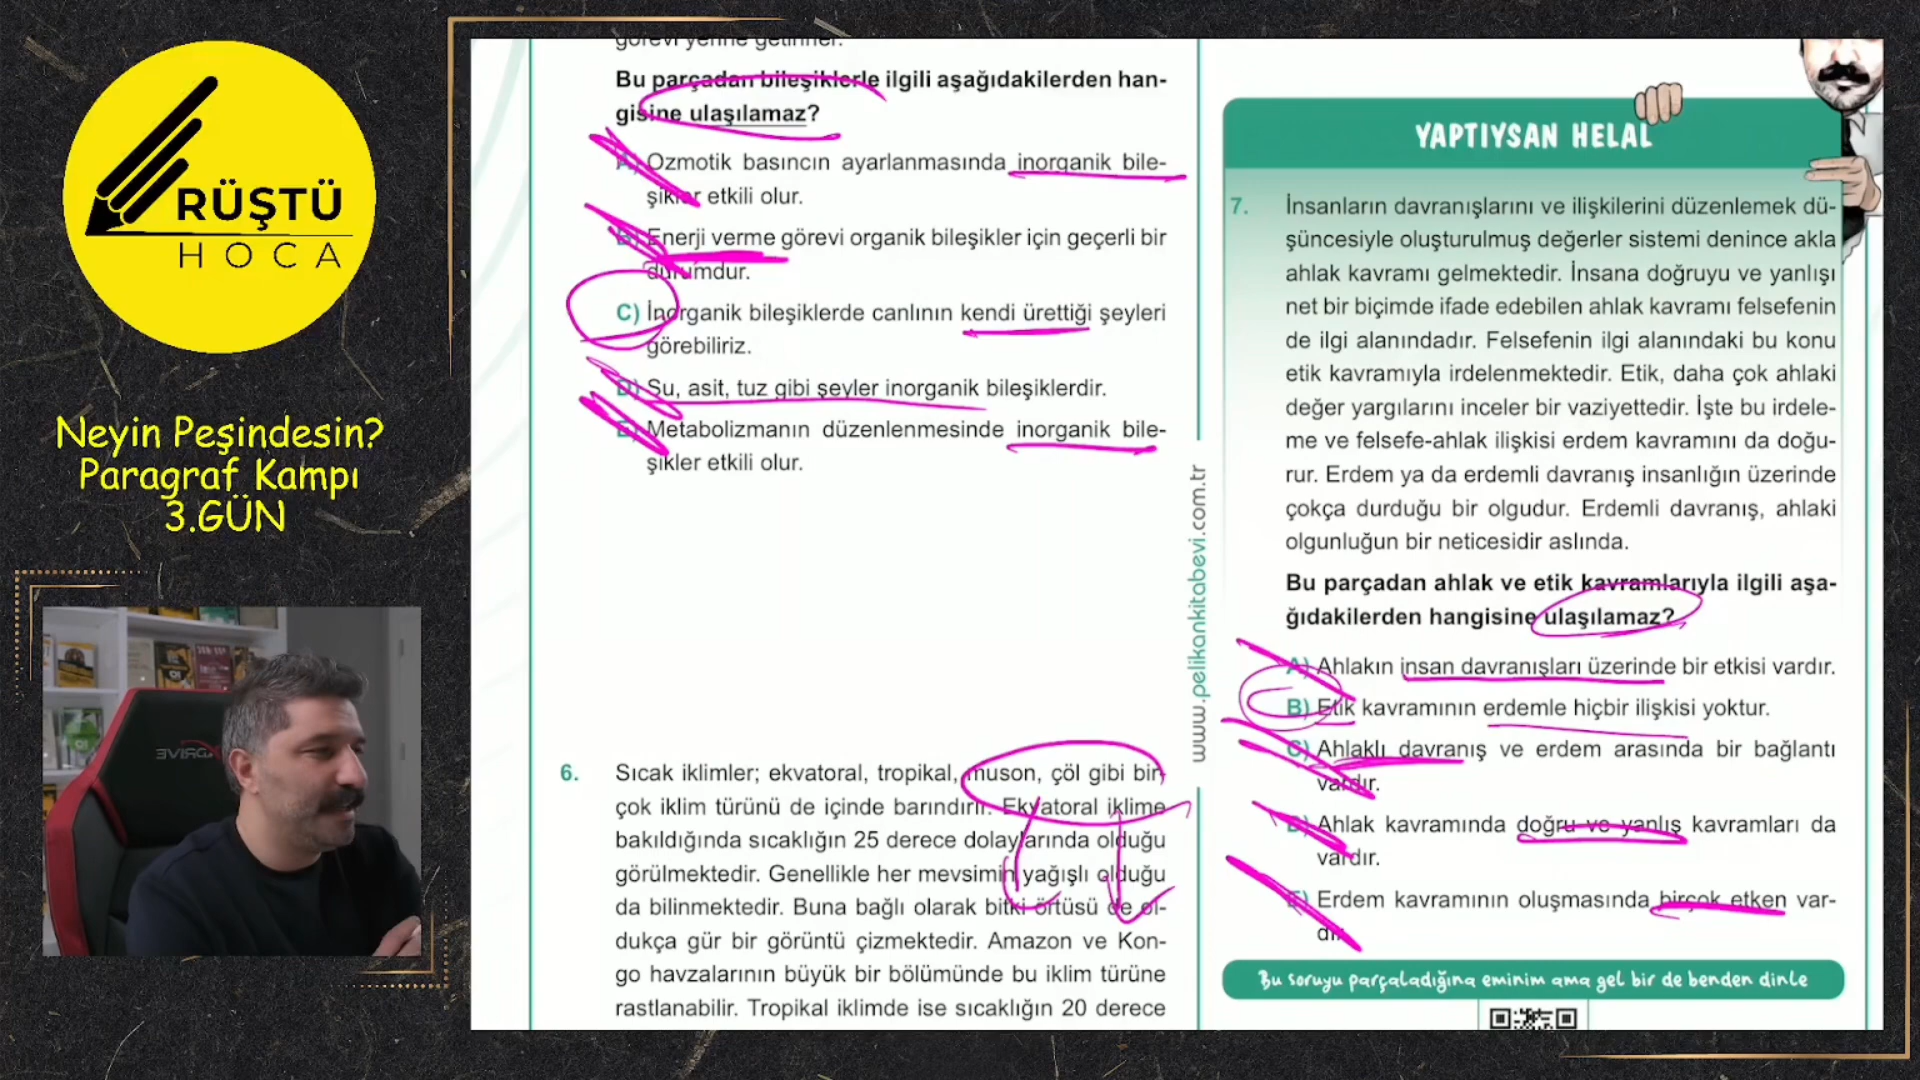 RÜŞTÜ
HOCA
Neyin Peşindesin?
Paragraf Kampı
3.GÜN
görevi yerine getirirler.
Bu parçadan bileşiklerle ilgili aşağıdakilerden han-
gisine ulaşılamaz?
A) Ozmotik basıncın ayarlanmasında inorganik bile-
şikler etkili olur.
B) Enerji verme görevi organik bileşikler için geçerli bir
durumdur.
C) İnorganik bileşiklerde canlının kendi ürettiği şeyleri
görebiliriz.
D) Su, asit, tuz gibi şeyler inorganik bileşiklerdir.
E) Metabolizmanın düzenlenmesinde inorganik bile-
şikler etkili olur.
6. Sıcak iklimler; ekvatoral, tropikal, muson, çöl gibi bir-
çok iklim türünü de içinde barındırır. Ekvatoral iklime
bakıldığında sıcaklığın 25 derece dolaylarında olduğu
görülmektedir. Genellikle her mevsimin yağışlı olduğu
da bilinmektedir. Buna bağlı olarak bitki örtüsü de ol-
dukça gür bir görüntü çizmektedir. Amazon ve Kon-
go havzalarının büyük bir bölümünde bu iklim türüne
rastlanabilir. Tropikal iklimde ise sıcaklığın 20 derece
www.pelikankitabevi.com.tr
YAPTIYSAN HELAL
7. İnsanların davranışlarını ve ilişkilerini düzenlemek dü-
şüncesiyle oluşturulmuş değerler sistemi denince akla
ahlak kavramı gelmektedir. İnsana doğruyu ve yanlışı
net bir biçimde ifade edebilen ahlak kavramı felsefenin
de ilgi alanındadır. Felsefenin ilgi alanındaki bu konu
etik kavramıyla irdelenmektedir. Etik, daha çok ahlaki
değer yargılarını inceler bir vaziyettedir. İşte bu irdele-
me ve felsefe-ahlak ilişkisi erdem kavramını da doğu-
rur. Erdem ya da erdemli davranış insanlığın üzerinde
çokça durduğu bir olgudur. Erdemli davranış, ahlaki
olgunluğun bir neticesidir aslında.
Bu parçadan ahlak ve etik kavramlarıyla ilgili aşa-
ğıdakilerden hangisine ulaşılamaz?
A) Ahlakın insan davranışları üzerinde bir etkisi vardır.
B) Etik kavramının erdemle hiçbir ilişkisi yoktur.
C) Ahlaklı davranış ve erdem arasında bir bağlantı
vardır.
D) Ahlak kavramında doğru ve yanlış kavramları da
vardır.
E) Erdem kavramının oluşmasında birçok etken var-
dır.
Bu soruyu parçaladığına eminim ama gel bir de benden dinle